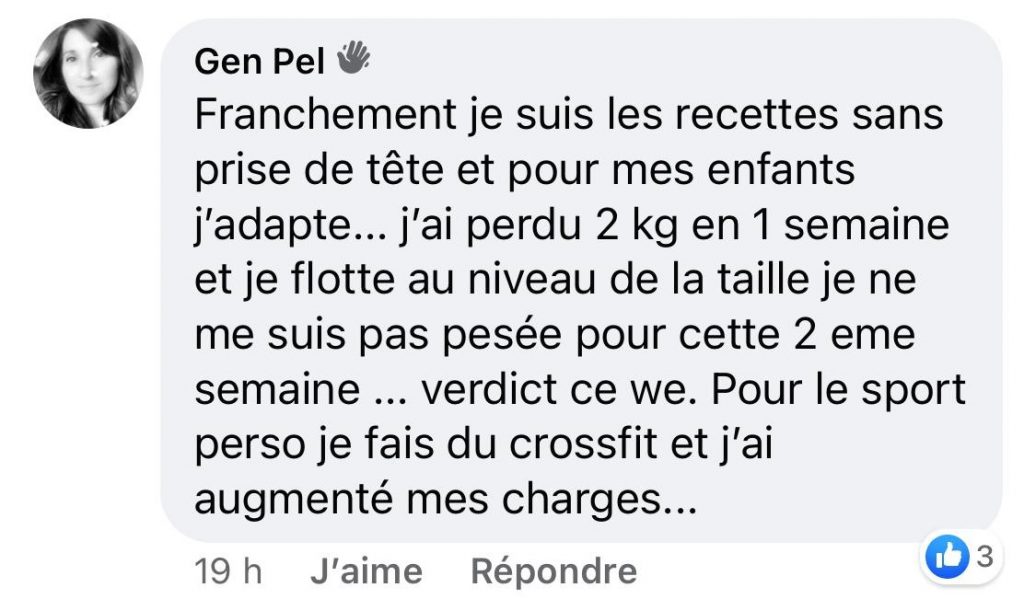 Gen Pel
Franchement je suis les recettes sans
prise de tête et pour mes enfants
j’adapte... j’ai perdu 2 kg en 1 semaine
et je flotte au niveau de la taille je ne
me suis pas pesée pour cette 2 eme
semaine ... verdict ce we. Pour le sport
perso je fais du crossfit et j’ai
augmenté mes charges...
19 h J’aime Répondre 3